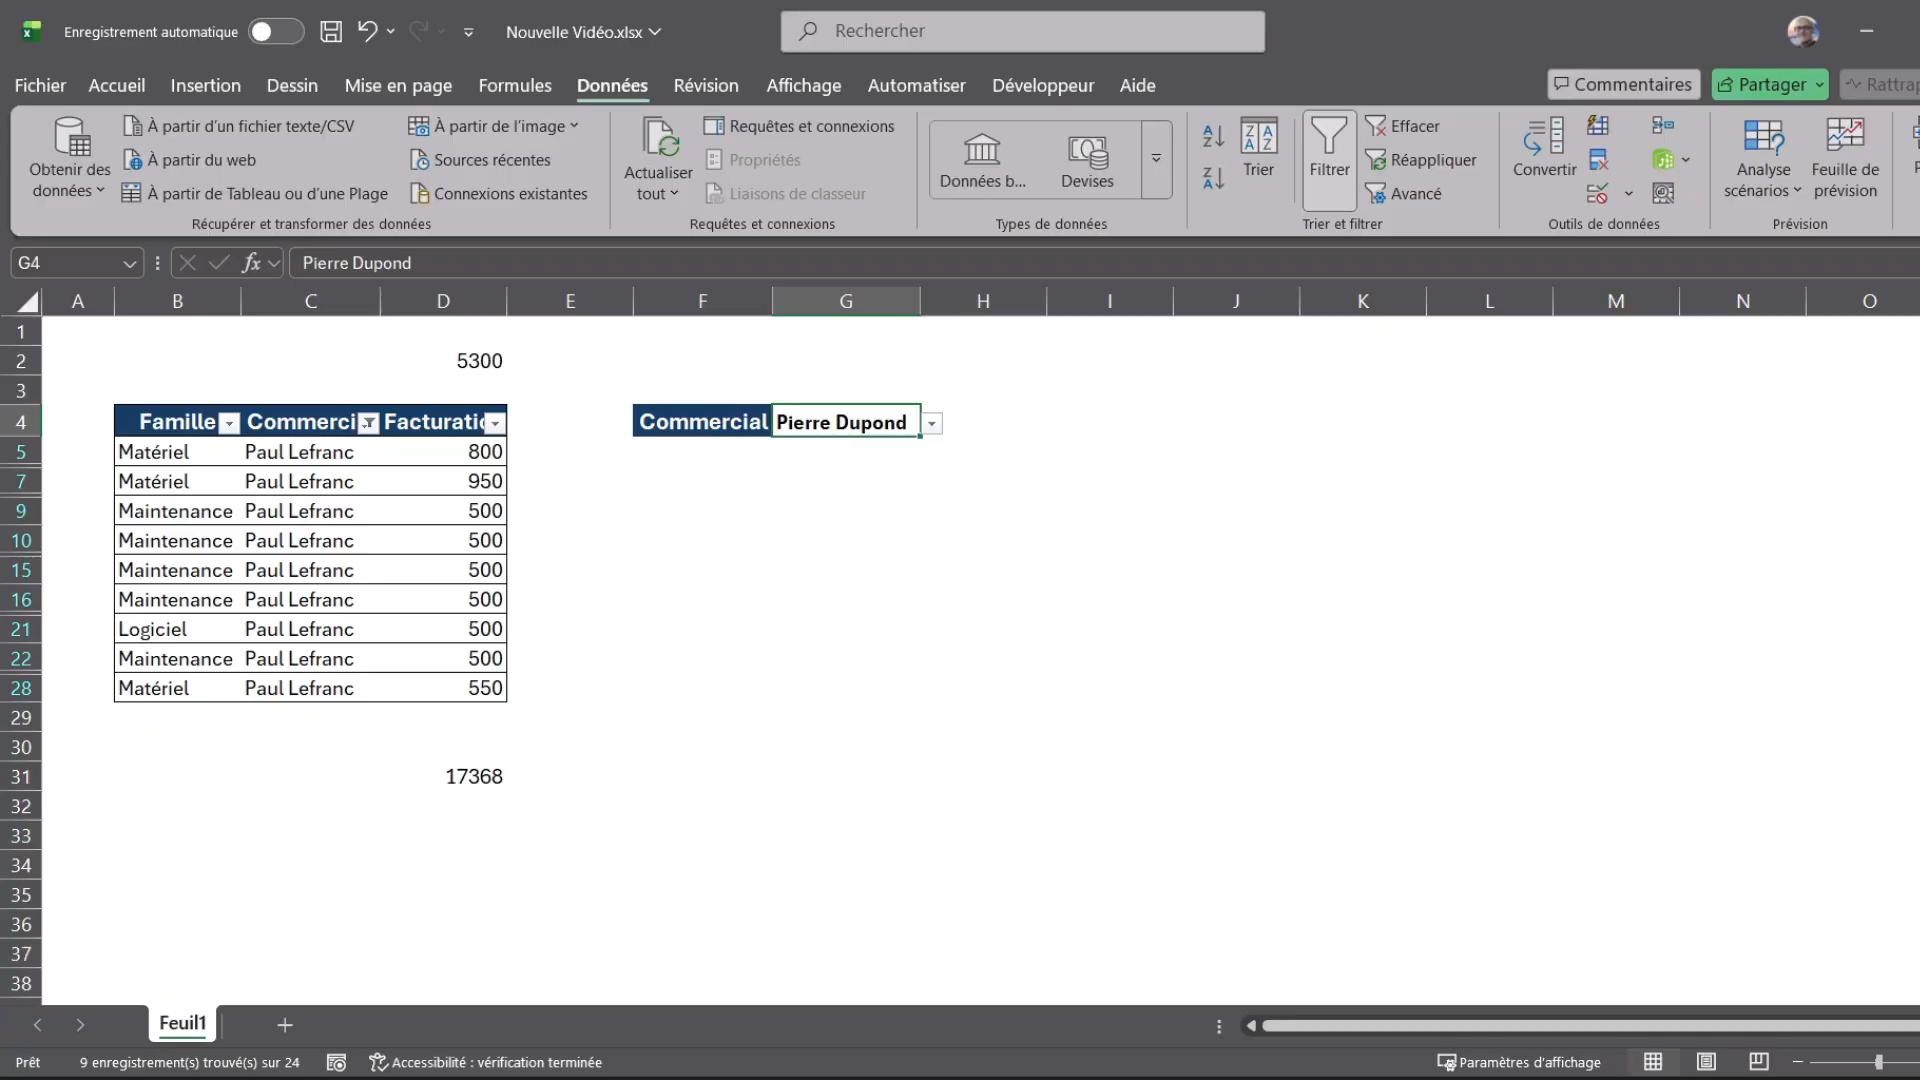 Enregistrement automatique
Nouvelle Vidéo.xlsx
Rechercher
Fichier Accueil Insertion Dessin Mise en page Formules Données Révision Affichage Automatiser Développeur Aide
Commentaires Partager Rattrap
À partir d'un fichier texte/CSV À partir de l'image Requêtes et connexions Effacer
À partir du web Sources récentes Propriétés Réappliquer
À partir de Tableau ou d'une Plage Connexions existantes Liaisons de classeur Avancé
Obtenir des
données
Actualiser
tout
Données b...
Devises
Trier
Filtrer
Convertir
Analyse
scénarios
Feuille de
prévision
Récupérer et transformer des données Requêtes et connexions Types de données Trier et filtrer Outils de données Prévision
G4 fx Pierre Dupond
A B C D E F G H I J K L M N O
1
2 5300
3
4 Famille Commerci Facturatio Commercial Pierre Dupond
5 Matériel Paul Lefranc 800
7 Matériel Paul Lefranc 950
9 Maintenance Paul Lefranc 500
10 Maintenance Paul Lefranc 500
15 Maintenance Paul Lefranc 500
16 Maintenance Paul Lefranc 500
21 Logiciel Paul Lefranc 500
22 Maintenance Paul Lefranc 500
28 Matériel Paul Lefranc 550
29
30
31 17368
32
33
34
35
36
37
38
Feuil1
Prêt 9 enregistrement(s) trouvé(s) sur 24 Accessibilité : vérification terminée Paramètres d'affichage